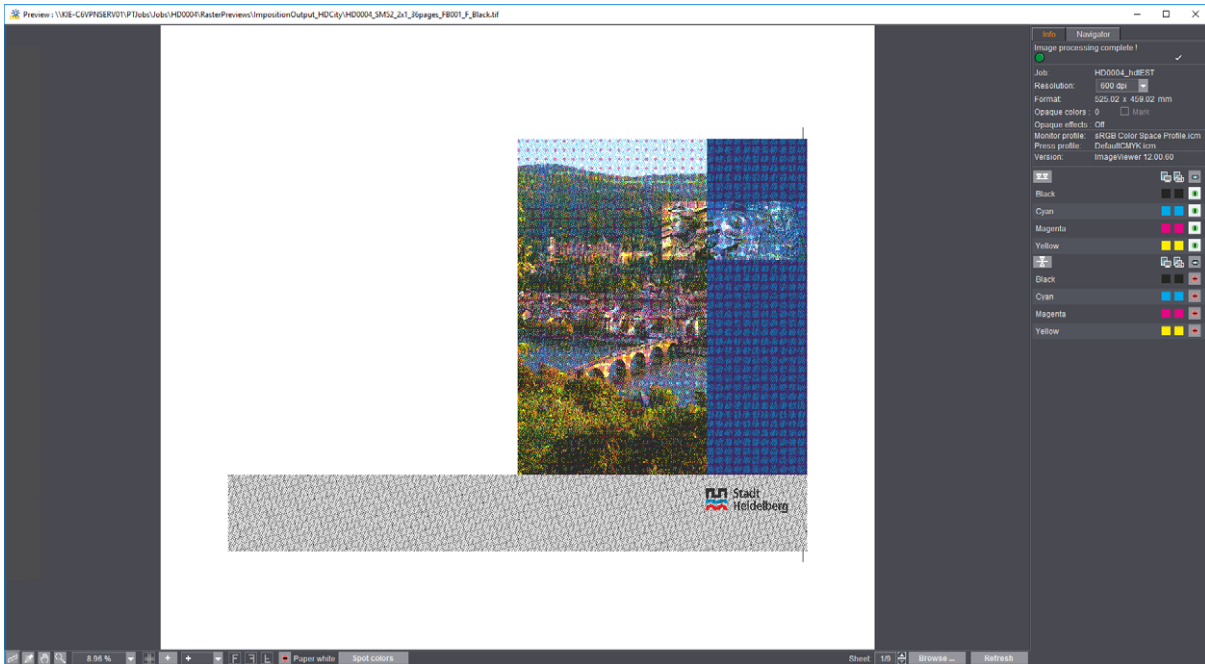 Preview : \\KIE-C6VPNSERV01\PTJobs\Jobs\HD0004\RasterPreviews\ImpositionOutput_HDCity\HD0004_SM52_2x1_36pages_FB001_F_Black.tif
Info Navigator
Image processing complete !
Job: HD0004_hdlEST
Resolution: 600 dpi
Format: 525.02 x 459.02 mm
Opaque colors : 0 Mark
Opaque effects : Off
Monitor profile: sRGB Color Space Profile.icm
Press profile: DefaultCMYK.icm
Version: ImageViewer 12.00.60
Black
Cyan
Magenta
Yellow
Black
Cyan
Magenta
Yellow
Stadt
Heidelberg
8.96 % Paper white Spot colors Sheet 1/9 Browse ... Refresh